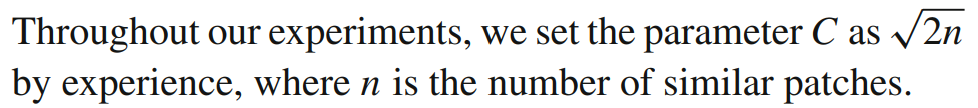 Throughout our experiments, we set the parameter C as √2n
by experience, where n is the number of similar patches.